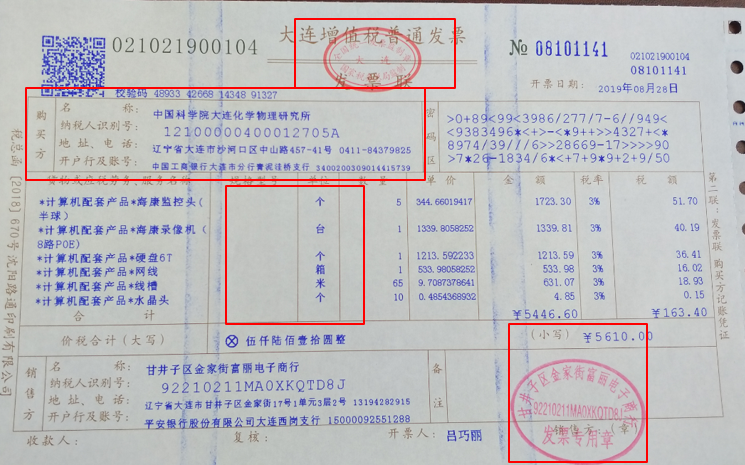 021021900104
大连增值税普通发票
发票联
№ 08101141
021021900104
08101141
校验码 48933 42668 14348 91327
开票日期: 2019年08月28日
购买方
名 称: 中国科学院大连化学物理研究所
纳税人识别号: 12100000400012705A
地 址、电 话: 辽宁省大连市沙河口区中山路457-41号 0411-84379825
开户行及账号: 中国工商银行大连市分行青泥洼桥支行 3400200309014415739
密码区
>0+89<99<3986/277/7-6//949<
<9383496*<+>-<*9++>>4327+<*
8974/39///6>>28669-17>>>>90
>7*26-1834/6*<+7+9*+2+9/50
货物或应税劳务、服务名称 规格型号 单位 数 量 单 价 金 额 税率 税 额
*计算机配套产品*海康监控头(半球) 个 5 344.66019417 1723.30 3% 51.70
*计算机配套产品*海康录像机(8路POE) 台 1 1339.8058252 1339.81 3% 40.19
*计算机配套产品*硬盘6T 个 1 1213.592233 1213.59 3% 36.41
*计算机配套产品*网线 箱 1 533.98058252 533.98 3% 16.02
*计算机配套产品*线槽 米 65 9.7087378641 631.07 3% 18.93
*计算机配套产品*水晶头 个 10 0.4854368932 4.85 3% 0.15
合 计 ￥5446.60 ￥163.40
价税合计(大写) ⊗ 伍仟陆佰壹拾圆整 (小写) ￥5610.00
销售方
名 称: 甘井子区金家街富丽电子商行
纳税人识别号: 92210211MA0XKQTD8J
地 址、电 话: 辽宁省大连市甘井子区金家街17号1单元3层2号 13194282915
开户行及账号: 平安银行股份有限公司大连西岗支行 15000092551288
备注
甘井子区金家街富丽电子商行
92210211MA0XKQTD8J
发票专用章
收款人: 复核: 开票人: 吕巧丽 销售方:(章)
税总函[2018]670号沈阳路通印刷有限公司
第二联:发票联 购买方记账凭证